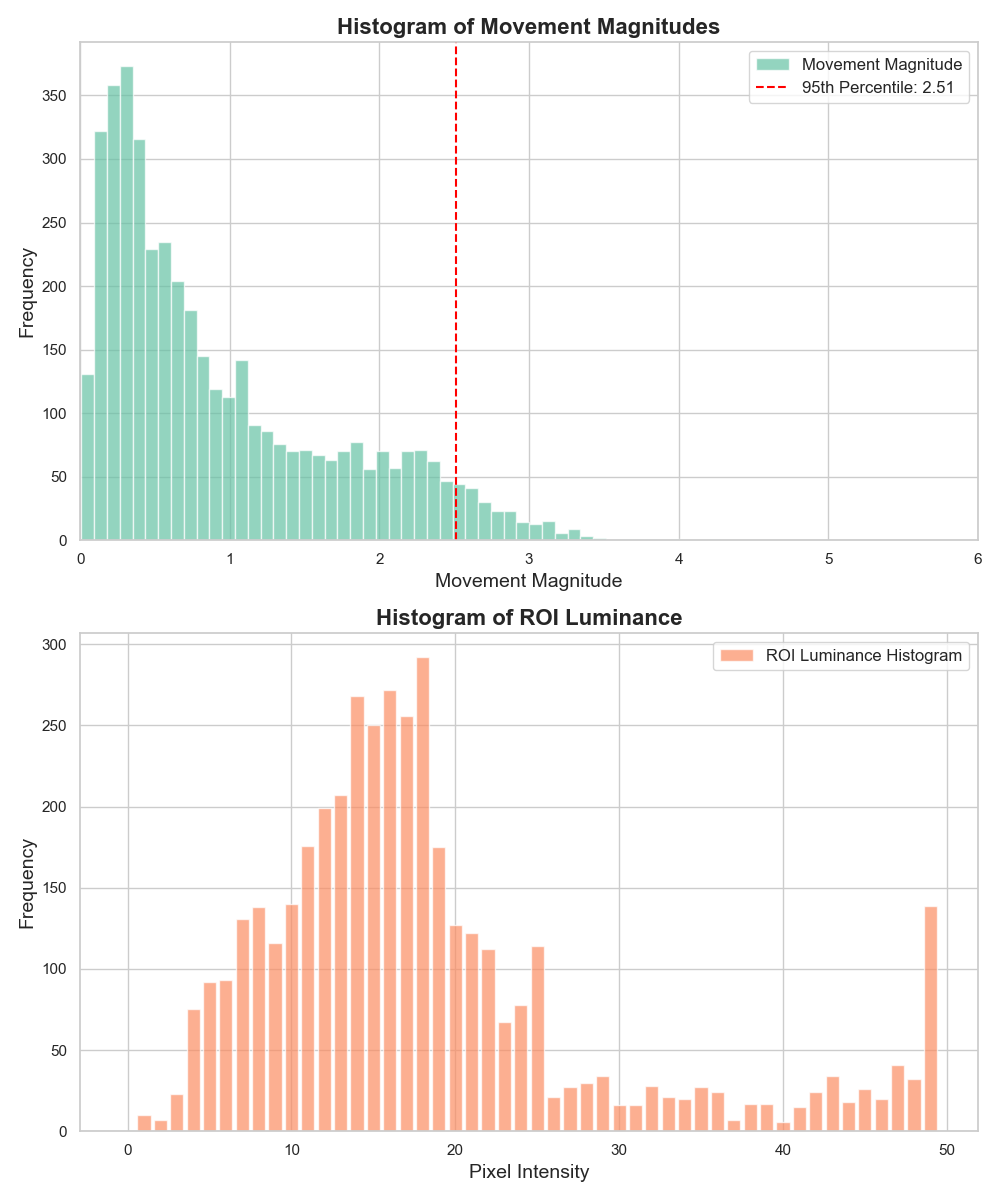 Histogram of Movement Magnitudes
Movement Magnitude
95th Percentile: 2.51
Frequency
350
300
250
200
150
100
50
0
0 1 2 3 4 5 6
Movement Magnitude
Histogram of ROI Luminance
ROI Luminance Histogram
Frequency
300
250
200
150
100
50
0
0 10 20 30 40 50
Pixel Intensity